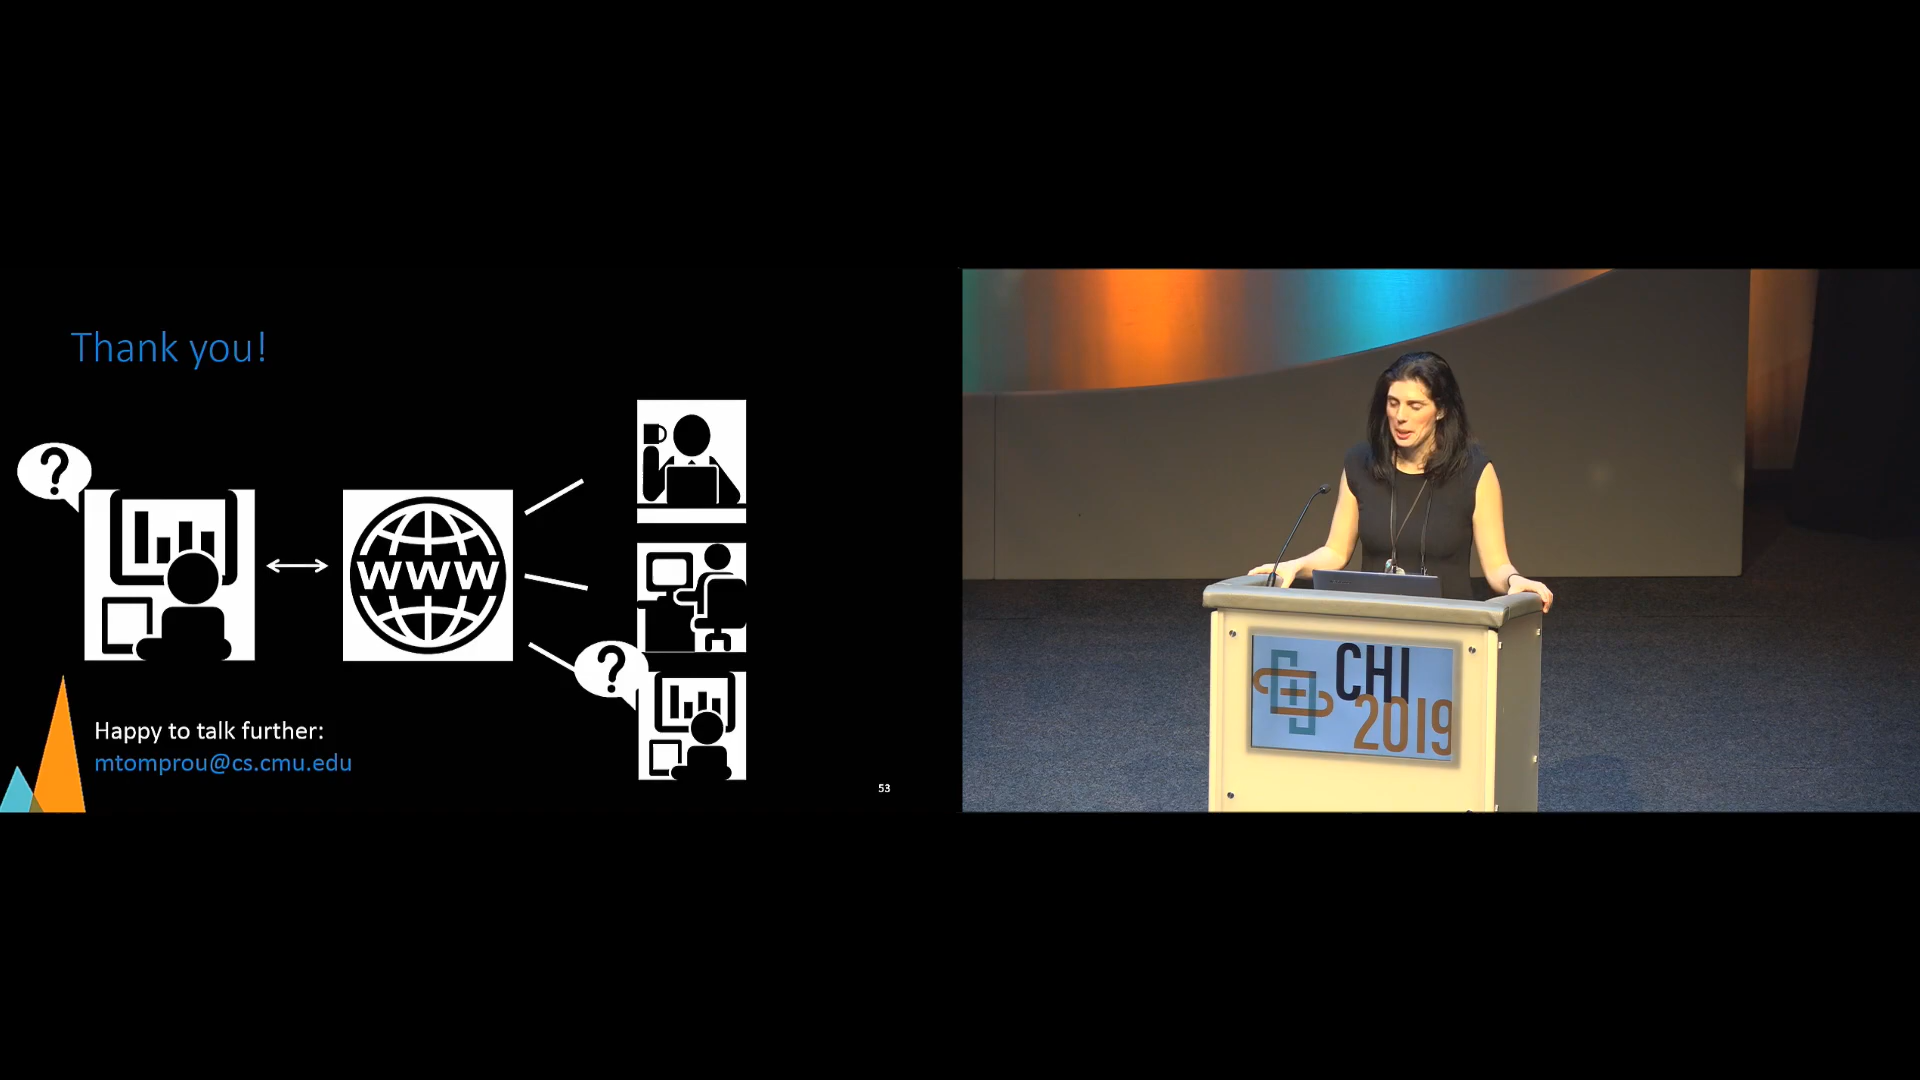 Thank you!
?
WWW
?
Happy to talk further:
mtomprou@cs.cmu.edu
53
CHI
2019